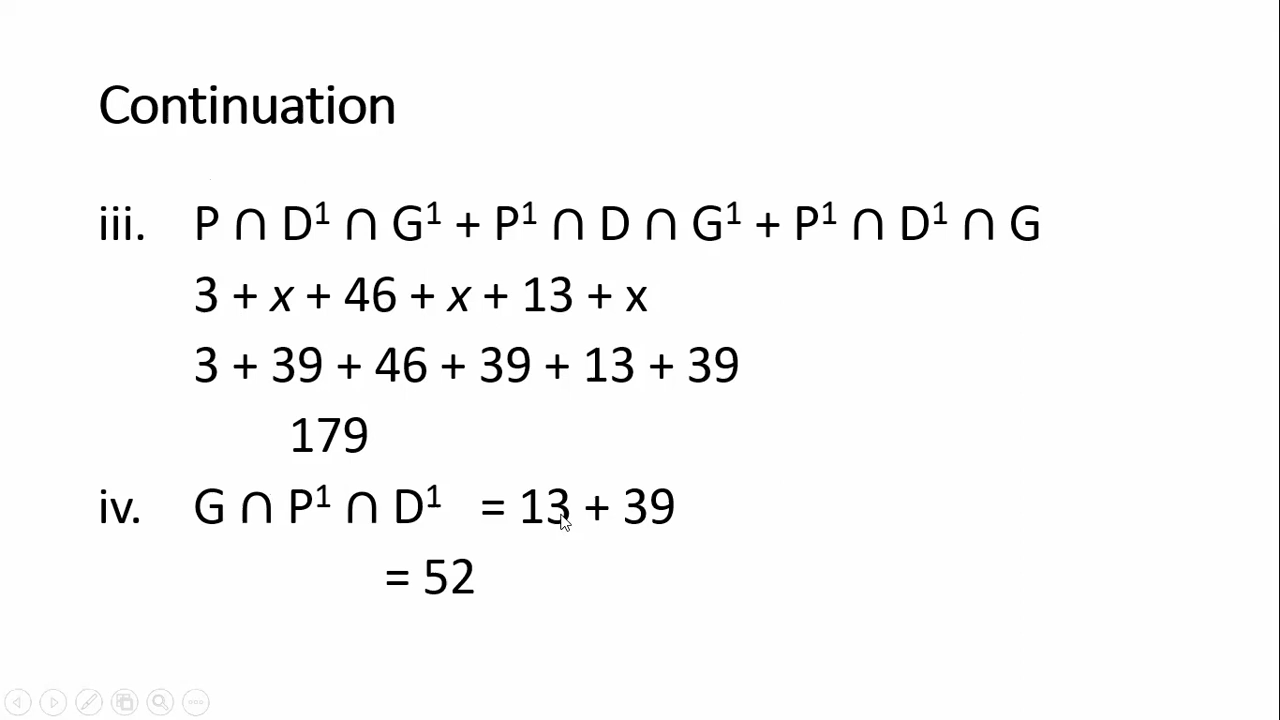 Continuation
iii. P ∩ D¹ ∩ G¹ + P¹ ∩ D ∩ G¹ + P¹ ∩ D¹ ∩ G
3 + x + 46 + x + 13 + x
3 + 39 + 46 + 39 + 13 + 39
179
iv. G ∩ P¹ ∩ D¹ = 13 + 39
= 52